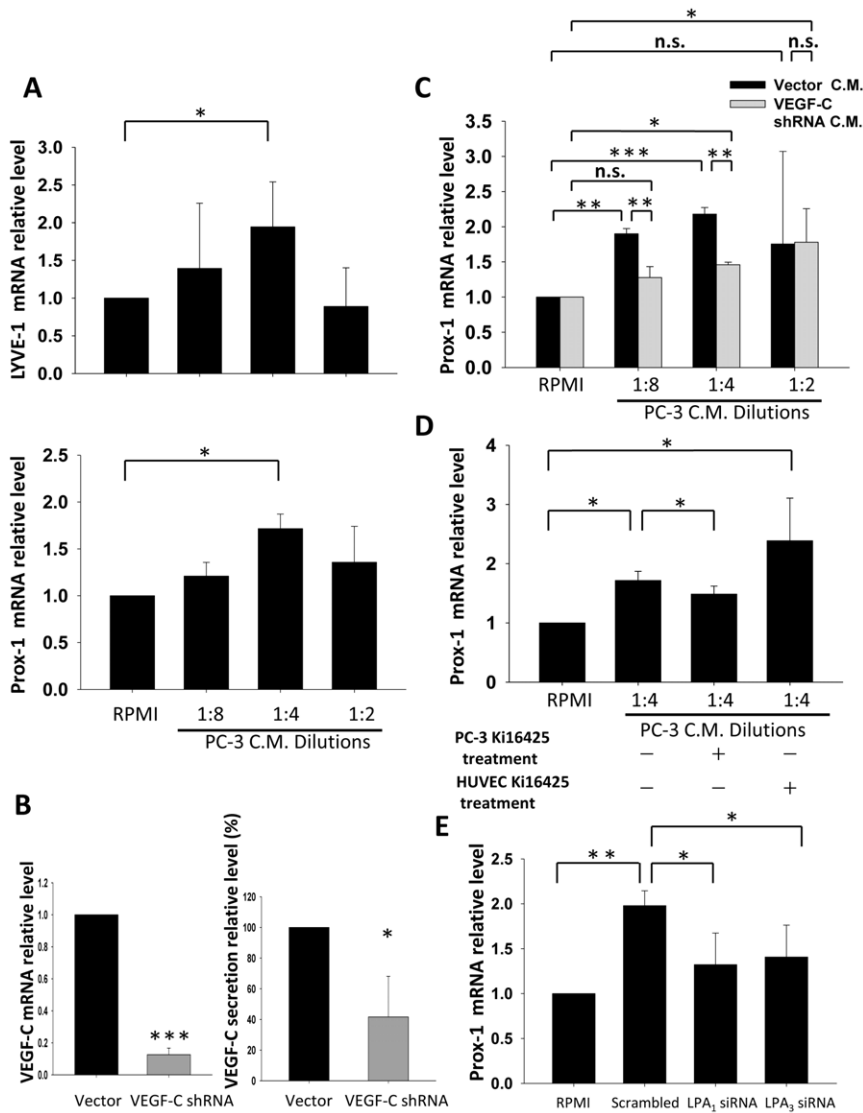 A
LYVE-1 mRNA relative level
3.0
2.5
2.0
1.5
1.0
0.5
0.0
*
Prox-1 mRNA relative level
2.5
2.0
1.5
1.0
0.5
0.0
*
RPMI 1:8 1:4 1:2
PC-3 C.M. Dilutions
B
VEGF-C mRNA relative level
1.0
0.8
0.6
0.4
0.2
0.0
***
Vector VEGF-C shRNA
VEGF-C secretion relative level (%)
120
100
80
60
40
20
0
*
Vector VEGF-C shRNA
C
*
n.s. n.s.
Vector C.M.
VEGF-C
shRNA C.M.
*
*** **
n.s.
** **
Prox-1 mRNA relative level
3.5
3.0
2.5
2.0
1.5
1.0
0.5
0.0
RPMI 1:8 1:4 1:2
PC-3 C.M. Dilutions
D
Prox-1 mRNA relative level
4
3
2
1
0
*
* *
RPMI 1:4 1:4 1:4
PC-3 C.M. Dilutions
PC-3 Ki16425
treatment
− + −
HUVEC Ki16425
treatment
− − +
E
Prox-1 mRNA relative level
2.5
2.0
1.5
1.0
0.5
0.0
*
** *
RPMI Scrambled LPA₁ siRNA LPA₃ siRNA